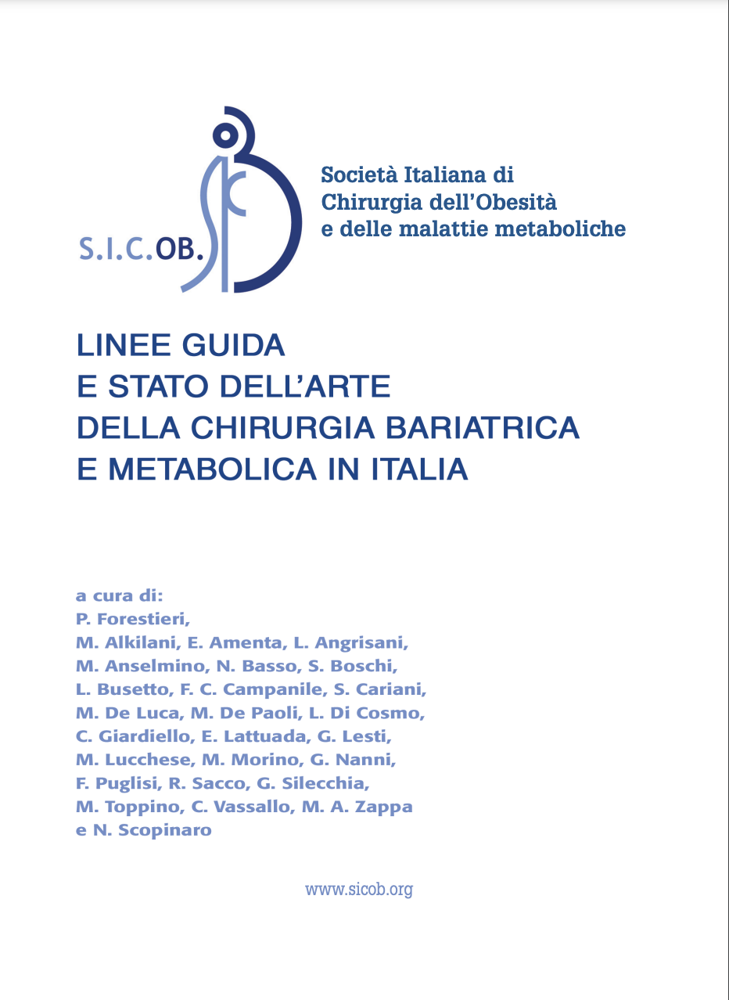 Società Italiana di
Chirurgia dell'Obesità
e delle malattie metaboliche
S.I.C.OB.
LINEE GUIDA
E STATO DELL'ARTE
DELLA CHIRURGIA BARIATRICA
E METABOLICA IN ITALIA
a cura di:
P. Forestieri,
M. Alkilani, E. Amenta, L. Angrisani,
M. Anselmino, N. Basso, S. Boschi,
L. Busetto, F. C. Campanile, S. Cariani,
M. De Luca, M. De Paoli, L. Di Cosmo,
C. Giardiello, E. Lattuada, G. Lesti,
M. Lucchese, M. Morino, G. Nanni,
F. Puglisi, R. Sacco, G. Silecchia,
M. Toppino, C. Vassallo, M. A. Zappa
e N. Scopinaro
www.sicob.org